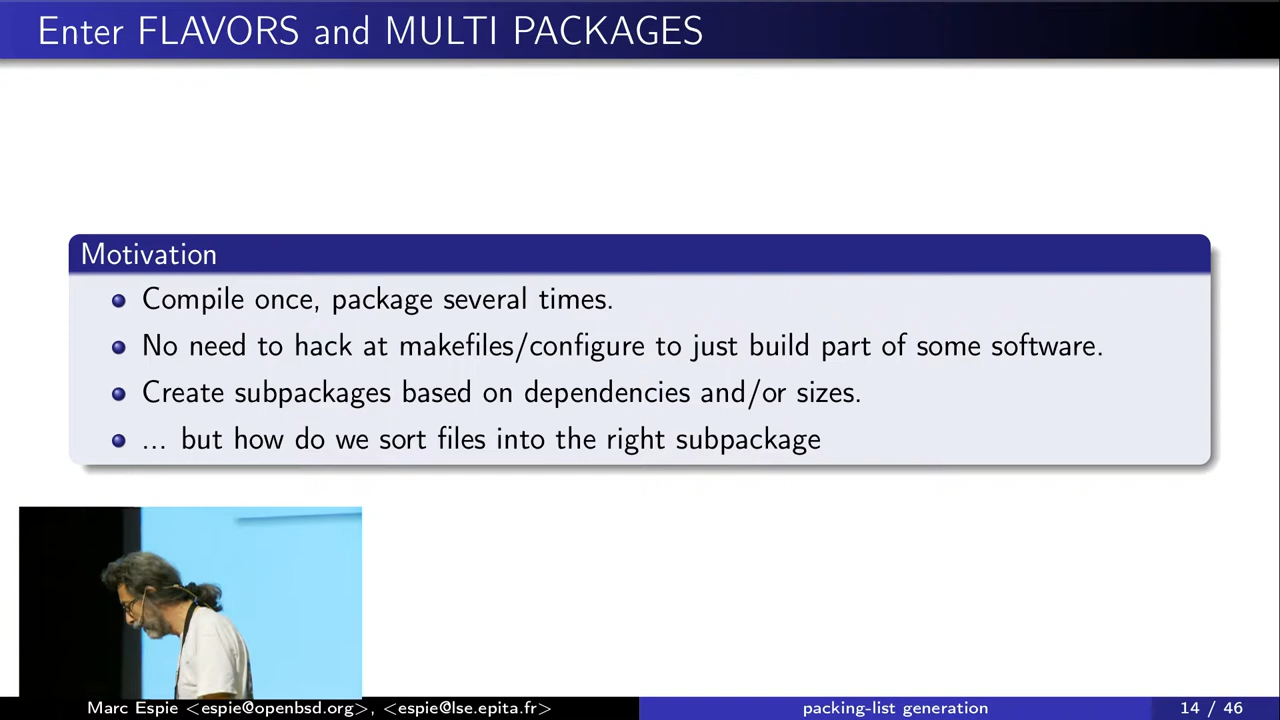 Enter FLAVORS and MULTI PACKAGES
Motivation
Compile once, package several times.
No need to hack at makefiles/configure to just build part of some software.
Create subpackages based on dependencies and/or sizes.
... but how do we sort files into the right subpackage
Marc Espie <espie@openbsd.org>, <espie@lse.epita.fr>
packing-list generation
14 / 46